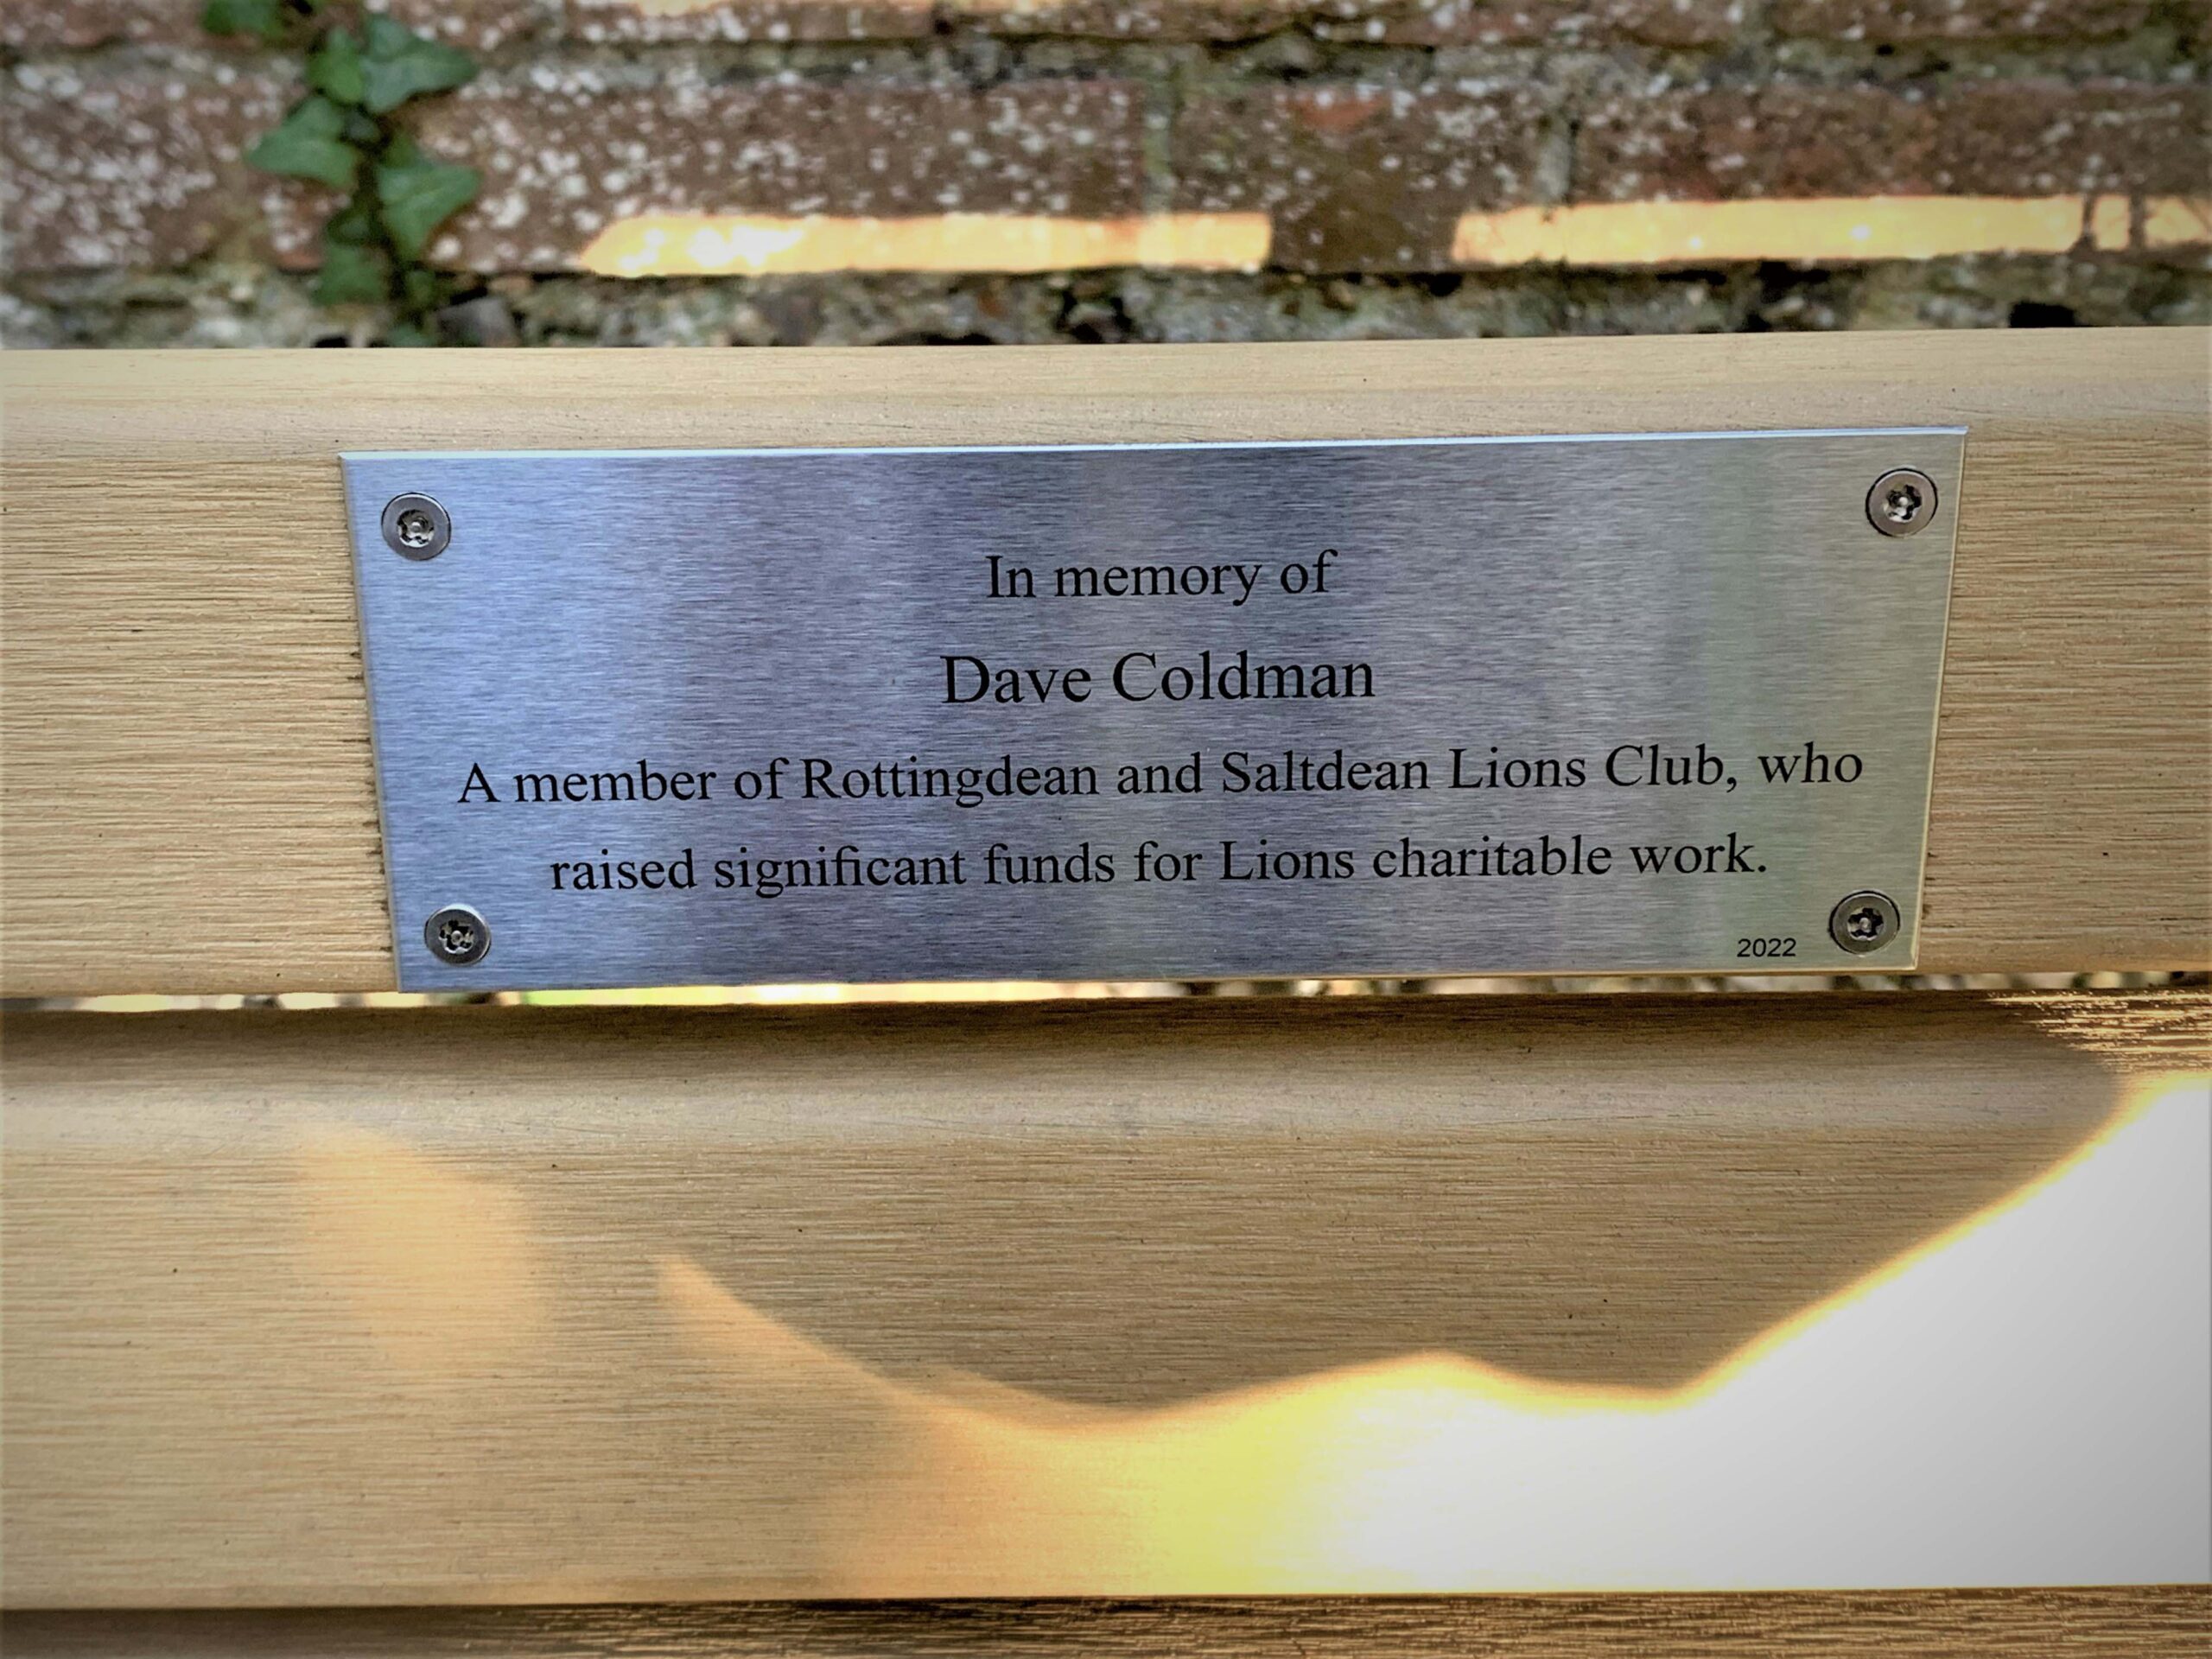 In memory of
Dave Coldman
A member of Rottingdean and Saltdean Lions Club, who
raised significant funds for Lions charitable work.
2022